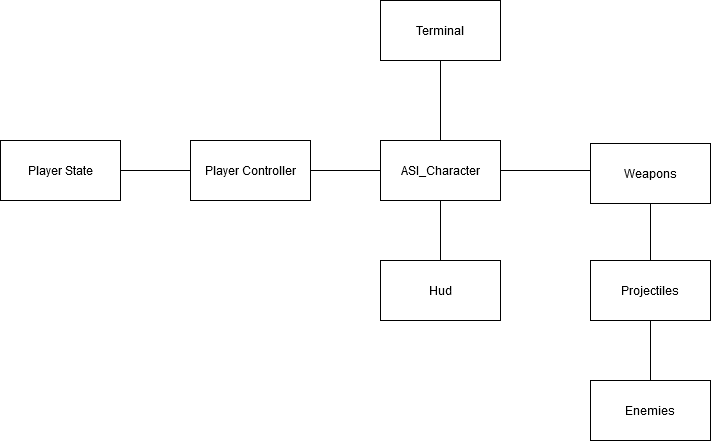 Terminal
Player State
Player Controller
ASI_Character
Weapons
Hud
Projectiles
Enemies